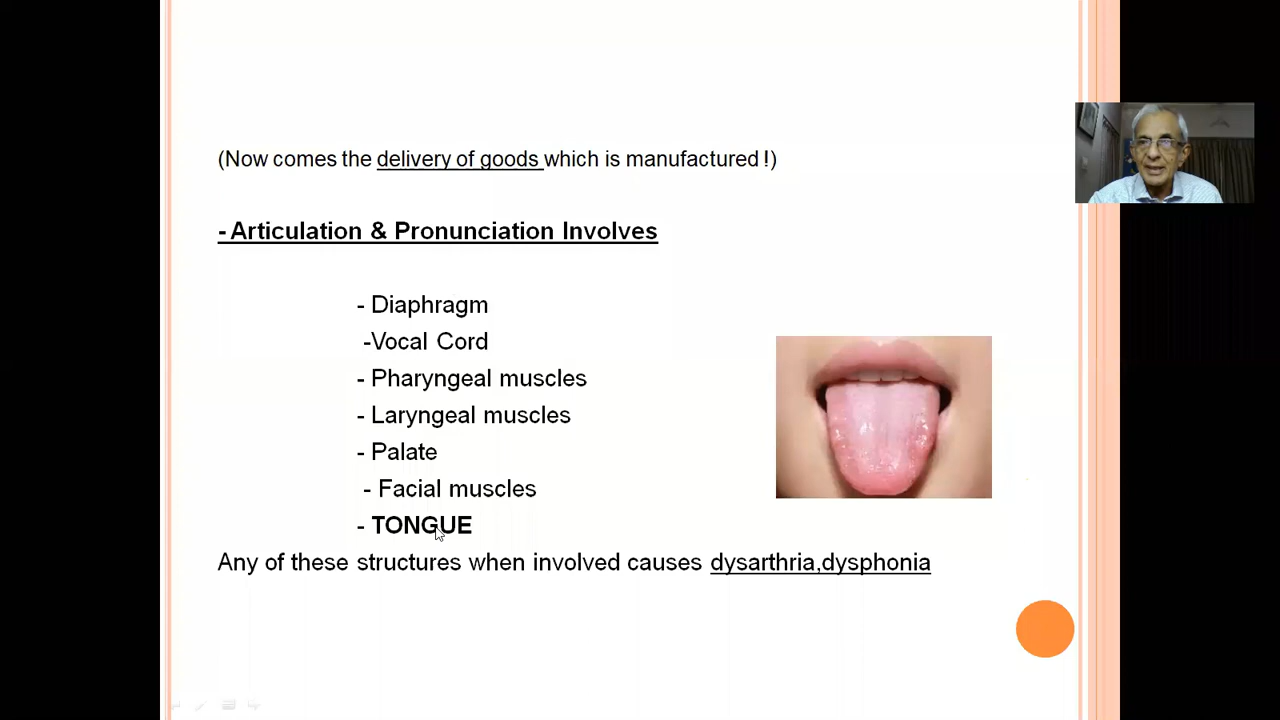 (Now comes the delivery of goods which is manufactured !)
- Articulation & Pronunciation Involves
- Diaphragm
-Vocal Cord
- Pharyngeal muscles
- Laryngeal muscles
- Palate
- Facial muscles
- TONGUE
Any of these structures when involved causes dysarthria,dysphonia